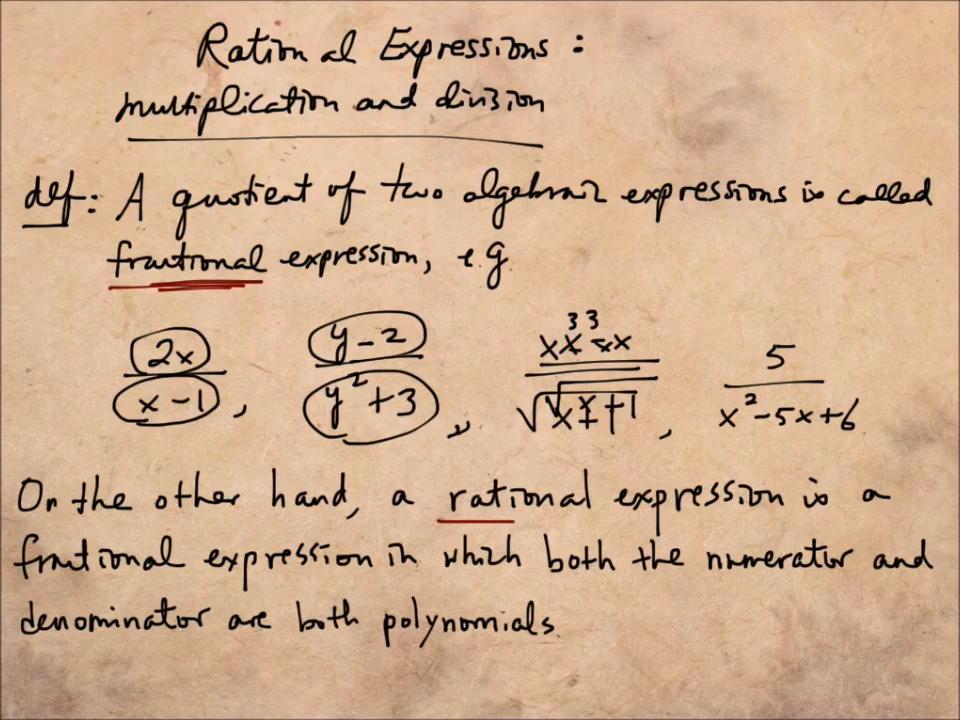 Rational Expressions :
multiplication and division
def: A quotient of two algebraic expressions is called
fractional expression, e.g
2x / x-1 , y-2 / y²+3 , 5 / x²-5x+6
On the other hand, a rational expression is a
fractional expression in which both the numerator and
denominator are both polynomials.